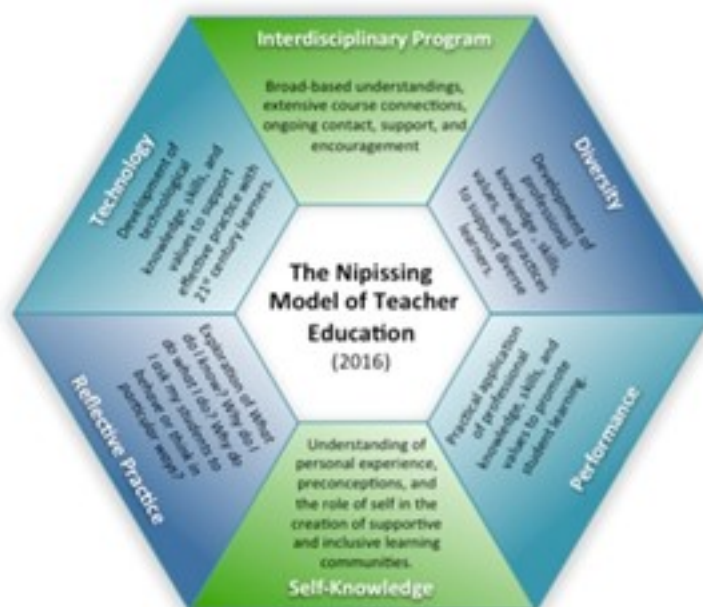 Interdisciplinary Program
Broad-based understandings,
extensive course connections,
ongoing contact, support, and
encouragement
Diversity
Development of
professional
knowledge , skills,
values, and practices
to support diverse
learners.
Performance
Practical application
of professional
knowledge, skills, and
values to promote
student learning.
Understanding of
personal experience,
preconceptions, and
the role of self in the
creation of supportive
and inclusive learning
communities.
Self-Knowledge
Reflective Practice
Exploration of What
do I know? Why do I
do what I do? Why do
I ask my students to
behave or think in
particular ways?
Technology
Development of
technological
knowledge, skills, and
values to support
effective practice with
21st century learners.
The Nipissing
Model of Teacher
Education
(2016)